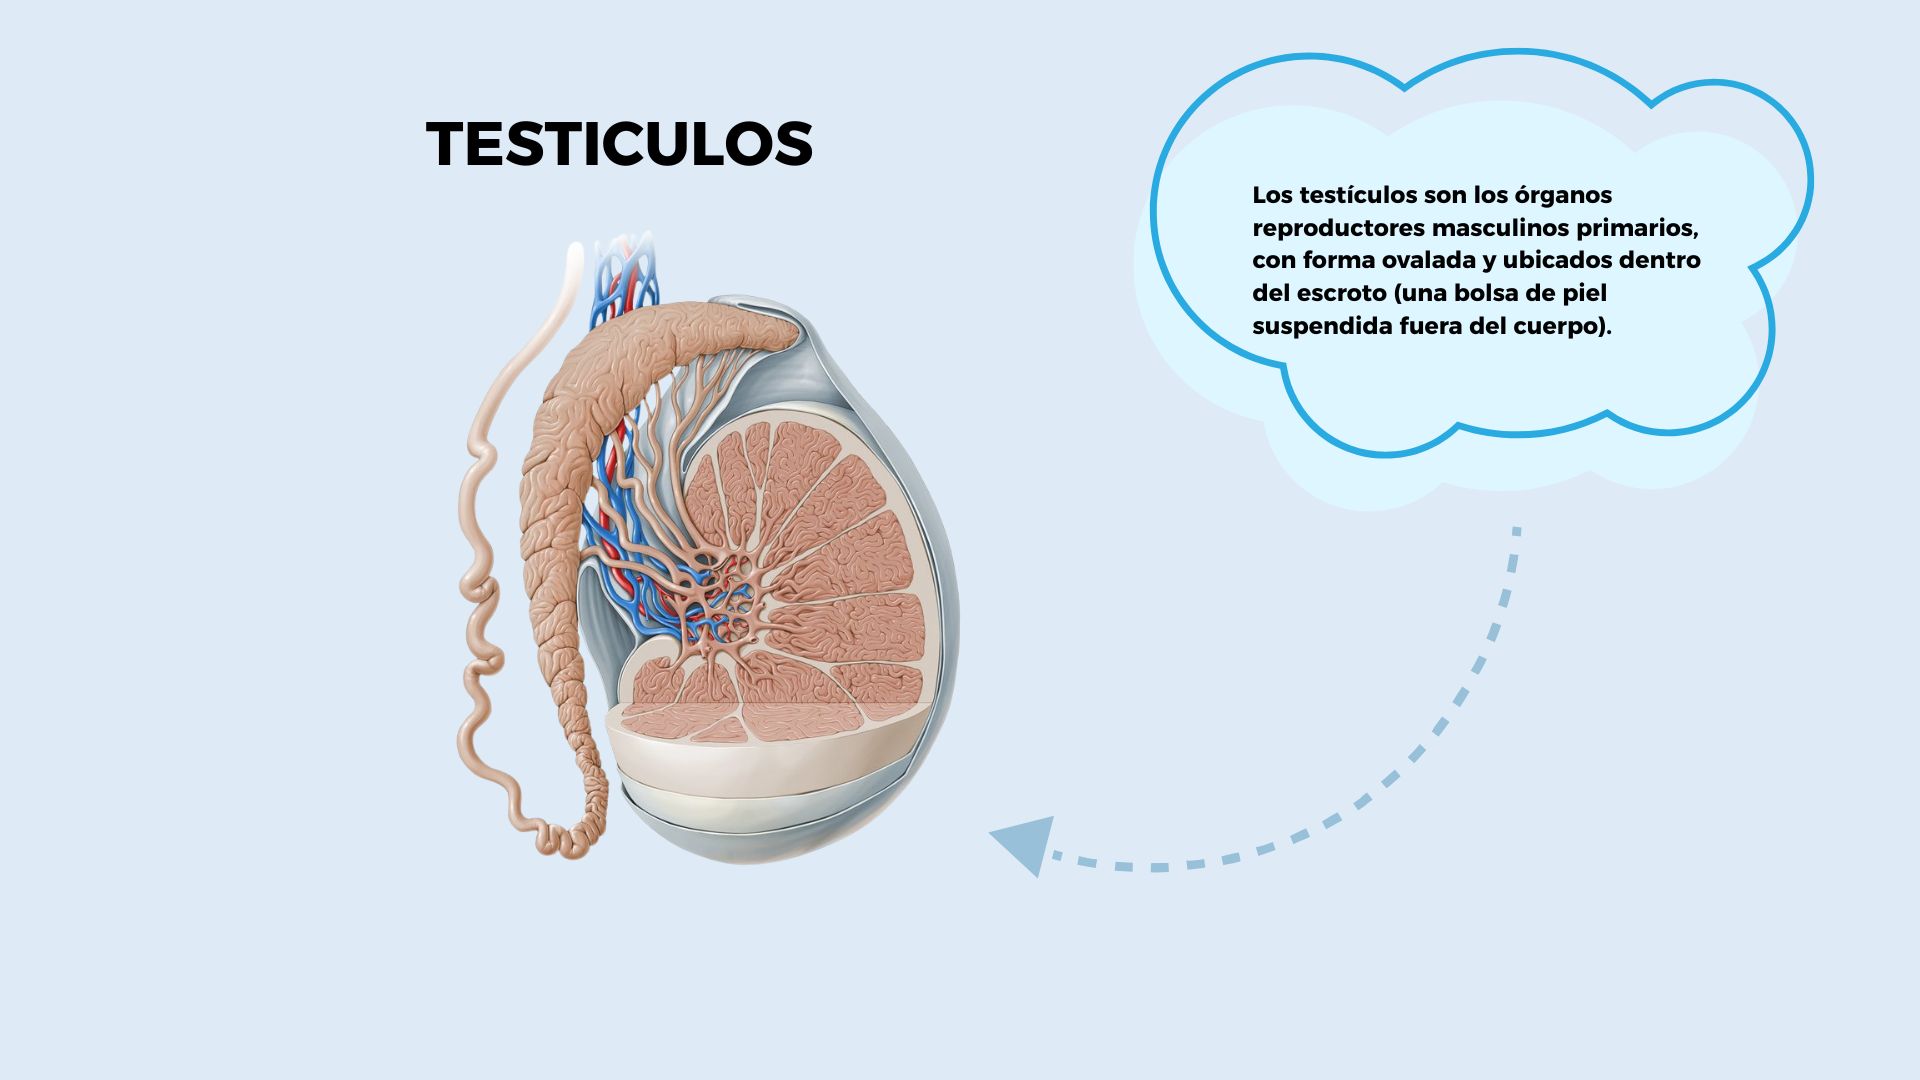 TESTICULOS
Los testículos son los órganos
reproductores masculinos primarios,
con forma ovalada y ubicados dentro
del escroto (una bolsa de piel
suspendida fuera del cuerpo).